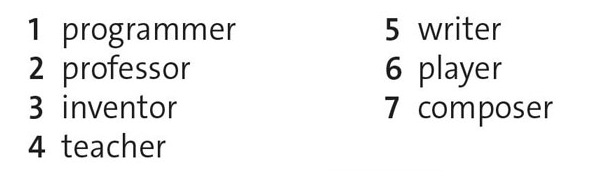 1 programmer
2 professor
3 inventor
4 teacher
5 writer
6 player
7 composer